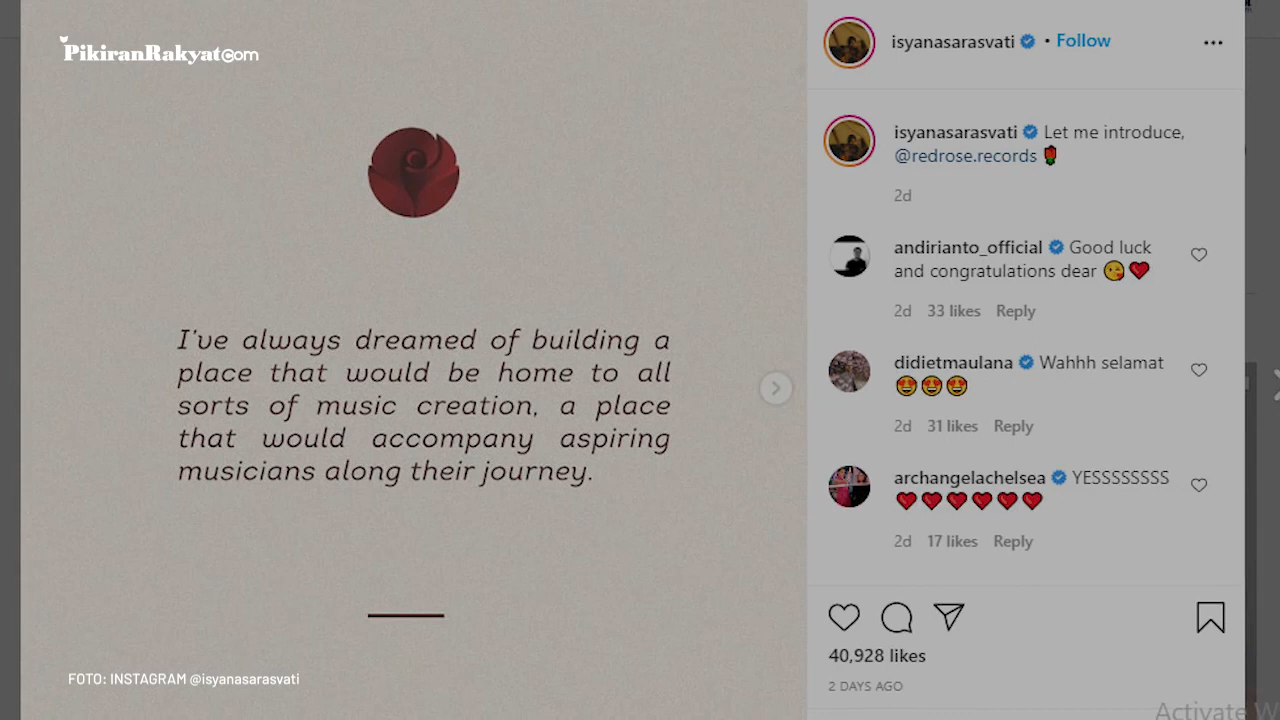 PikiranRakyatCom
I've always dreamed of building a
place that would be home to all
sorts of music creation, a place
that would accompany aspiring
musicians along their journey.
FOTO: INSTAGRAM @isyanasarasvati
isyanasarasvati • Follow
isyanasarasvati Let me introduce,
@redrose.records
2d
andirianto_official Good luck
and congratulations dear
2d 33 likes Reply
didietmaulana Wahhh selamat
2d 31 likes Reply
archangelachelsea YESSSSSSSS
2d 17 likes Reply
40,928 likes
2 DAYS AGO
Activate W